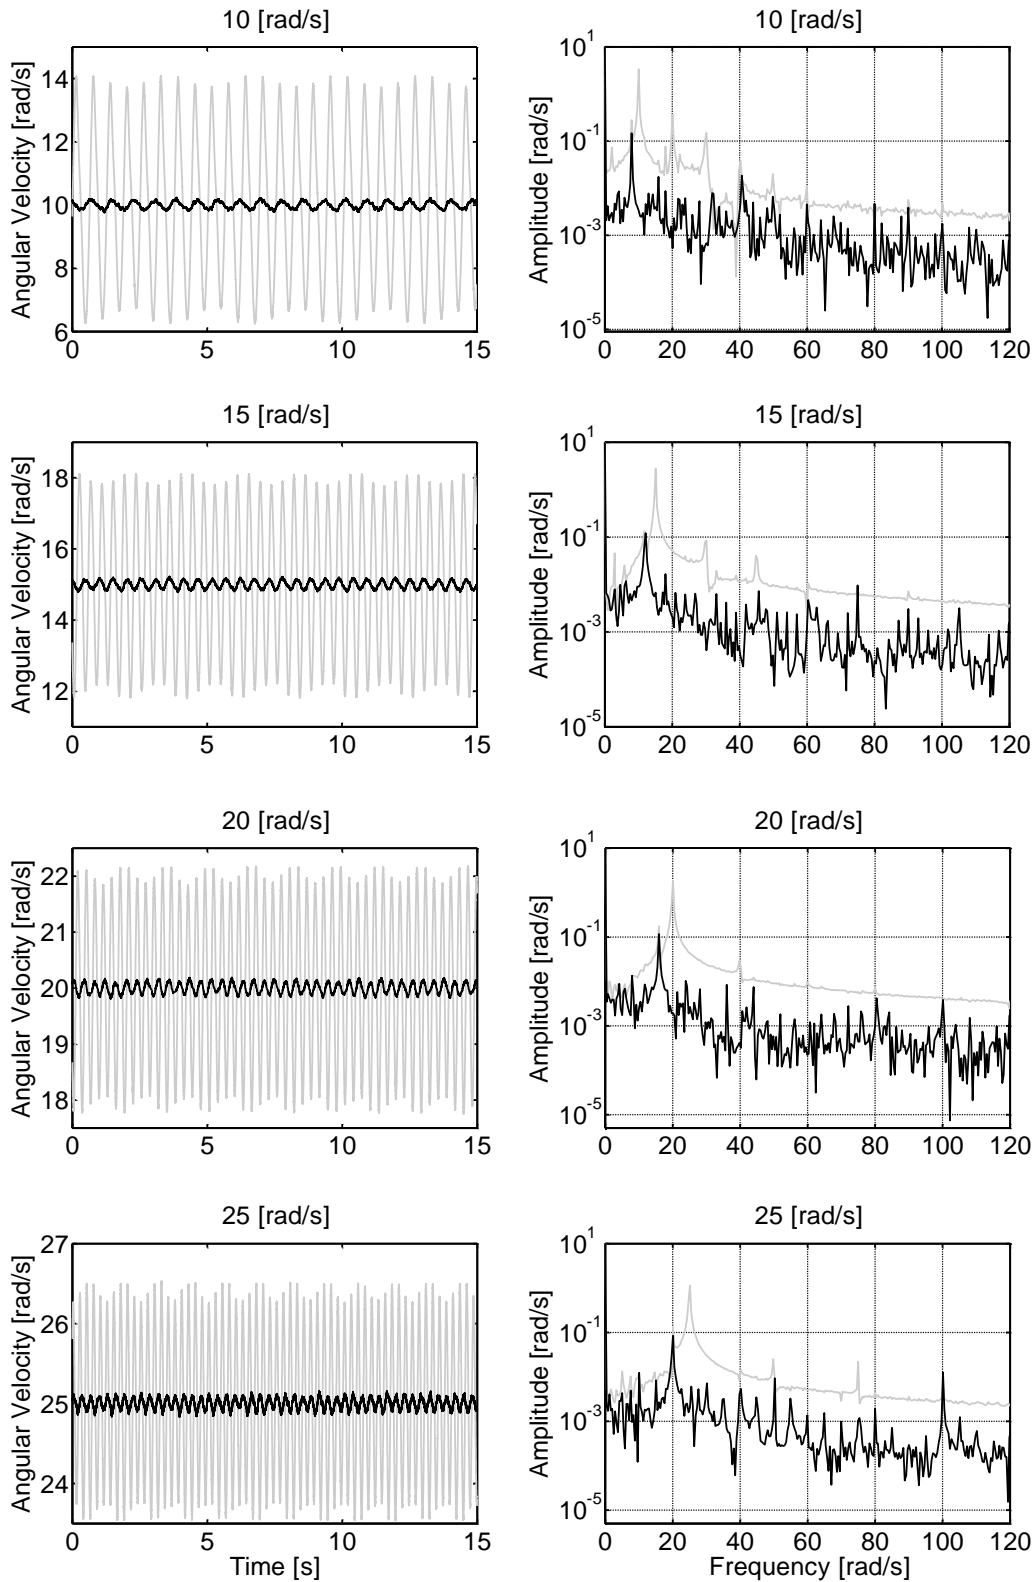 10 [rad/s]
Angular Velocity [rad/s]
14
12
10
8
6
0 5 10 15
10 [rad/s]
Amplitude [rad/s]
10^1
10^-1
10^-3
10^-5
0 20 40 60 80 100 120
15 [rad/s]
Angular Velocity [rad/s]
18
16
14
12
0 5 10 15
15 [rad/s]
Amplitude [rad/s]
10^1
10^-1
10^-3
10^-5
0 20 40 60 80 100 120
20 [rad/s]
Angular Velocity [rad/s]
22
21
20
19
18
0 5 10 15
20 [rad/s]
Amplitude [rad/s]
10^1
10^-1
10^-3
10^-5
0 20 40 60 80 100 120
25 [rad/s]
Angular Velocity [rad/s]
27
26
25
24
0 5 10 15
Time [s]
25 [rad/s]
Amplitude [rad/s]
10^1
10^-1
10^-3
10^-5
0 20 40 60 80 100 120
Frequency [rad/s]